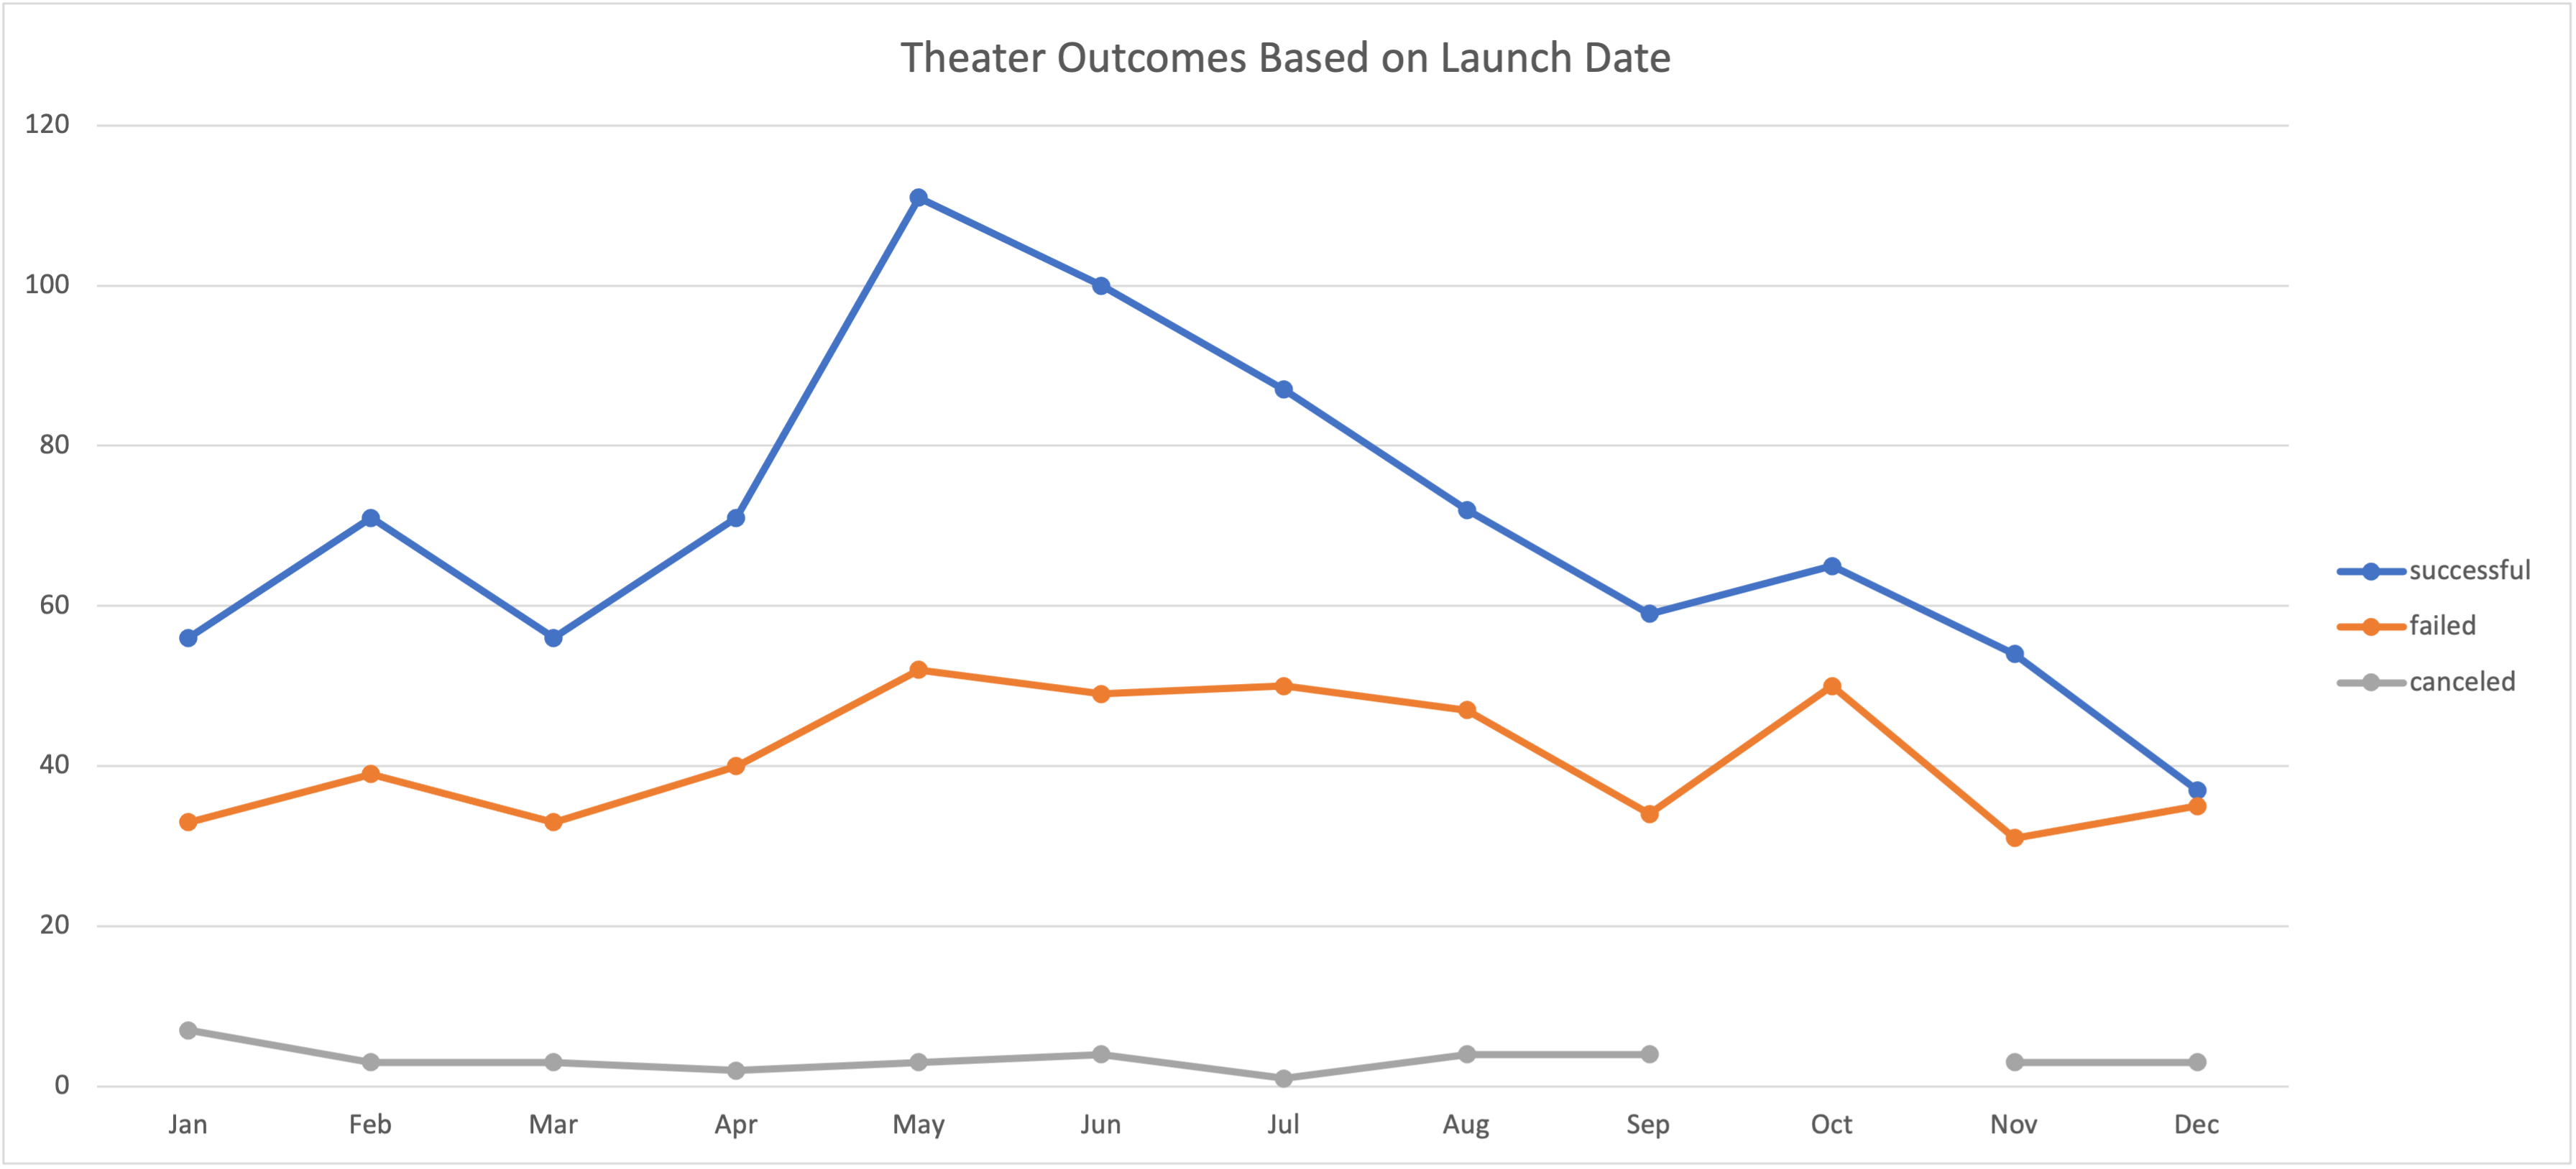 Theater Outcomes Based on Launch Date
120
100
80
60
40
20
0
Jan Feb Mar Apr May Jun Jul Aug Sep Oct Nov Dec
successful
failed
canceled